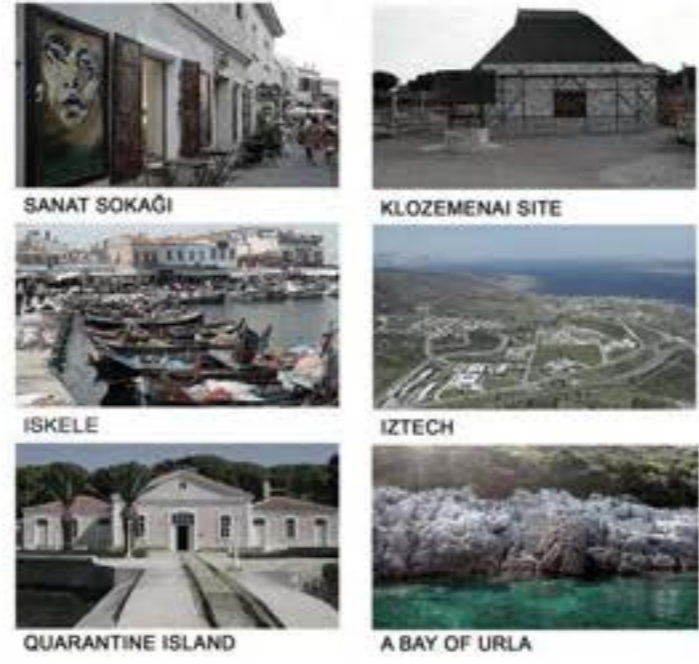 SANAT SOKAĞI
KLOZEMENAI SITE
ISKELE
IZTECH
QUARANTINE ISLAND
A BAY OF URLA